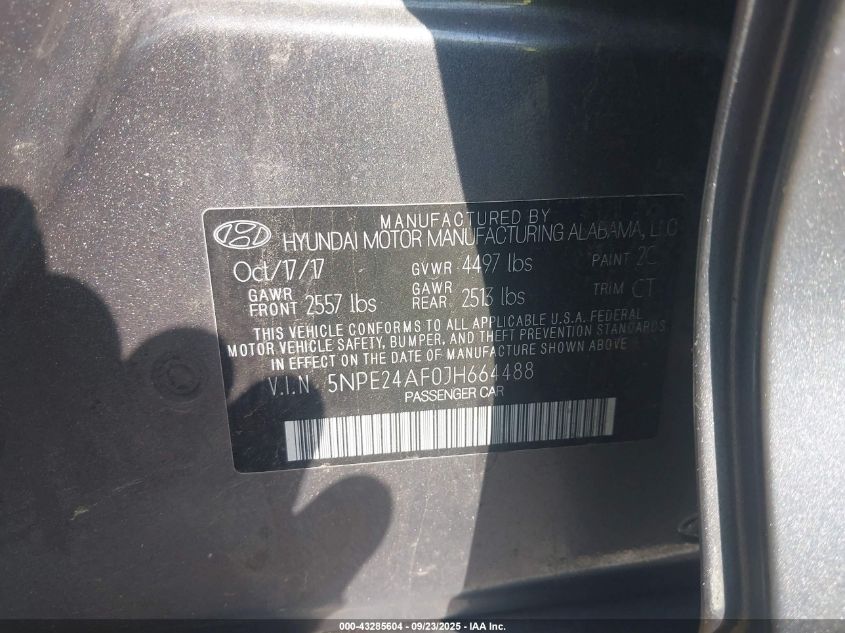 MANUFACTURED BY
HYUNDAI MOTOR MANUFACTURING ALABAMA, LLC
Oct/17/17 GVWR 4497 lbs PAINT 2C
GAWR FRONT 2557 lbs GAWR REAR 2513 lbs TRIM CT
THIS VEHICLE CONFORMS TO ALL APPLICABLE U.S.A. FEDERAL
MOTOR VEHICLE SAFETY, BUMPER, AND THEFT PREVENTION STANDARDS
IN EFFECT ON THE DATE OF MANUFACTURE SHOWN ABOVE.
V.I.N. 5NPE24AF0JH664488
PASSENGER CAR
000-43285604 - 09/23/2025 - IAA Inc.